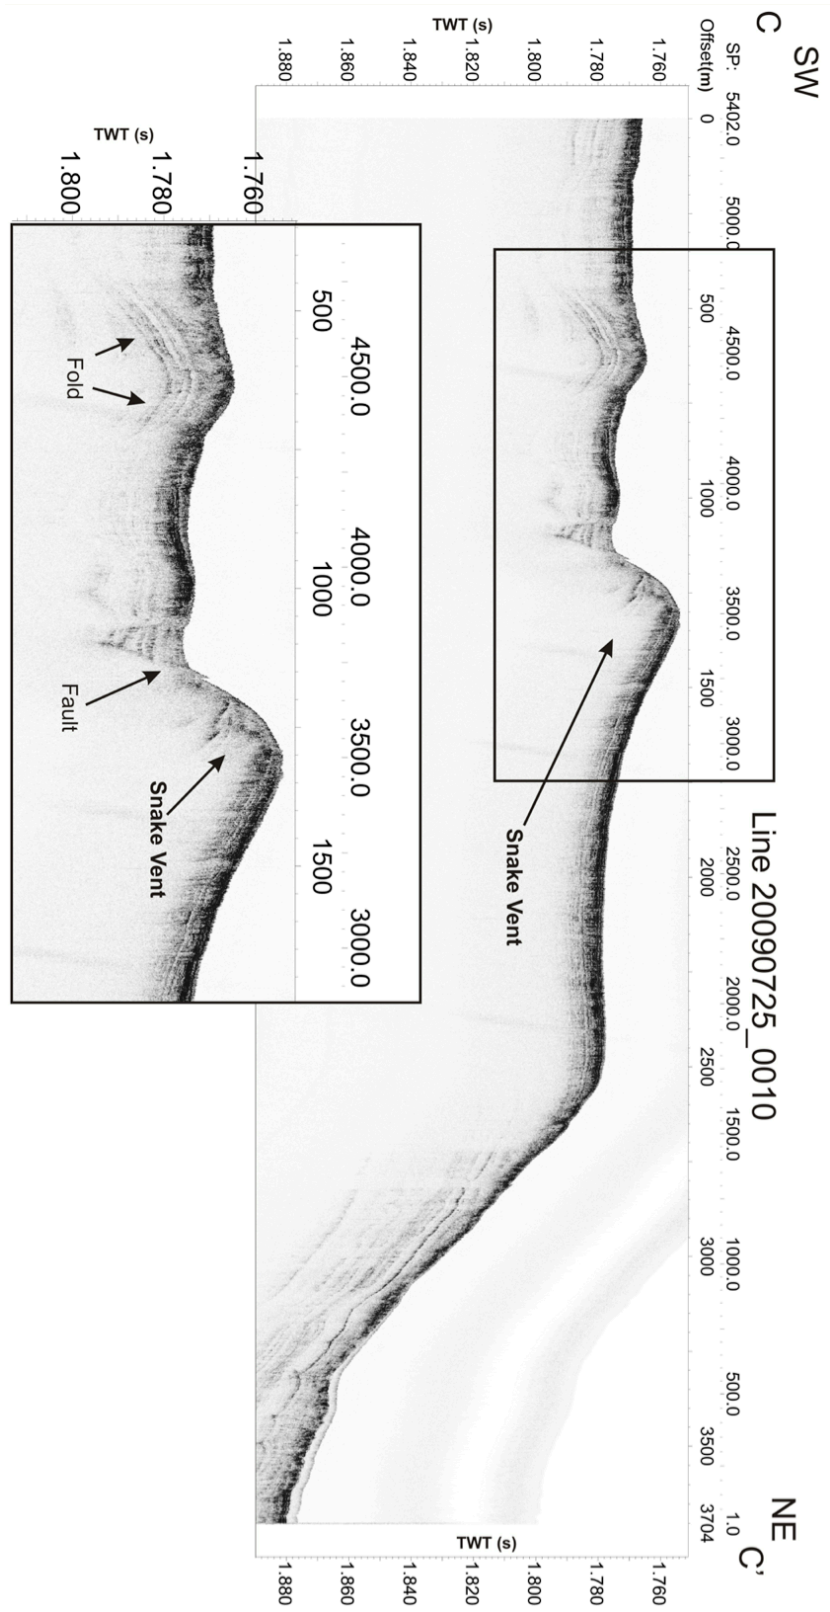 SW
NE
C
C'
Line 20090725_0010
SP: 5402.0 5000.0 4500.0 4000.0 3500.0 3000.0 2500.0 2000.0 1500.0 1000.0 500.0 1.0
Offset(m) 0 500 1000 1500 2000 2500 3000 3500 3704
TWT (s)
1.760
1.780
1.800
1.820
1.840
1.860
1.880
TWT (s)
1.760
1.780
1.800
1.820
1.840
1.860
1.880
Snake Vent
4500.0 4000.0 3500.0 3000.0
500 1000 1500
TWT (s)
1.760
1.780
1.800
Fold
Fault
Snake Vent